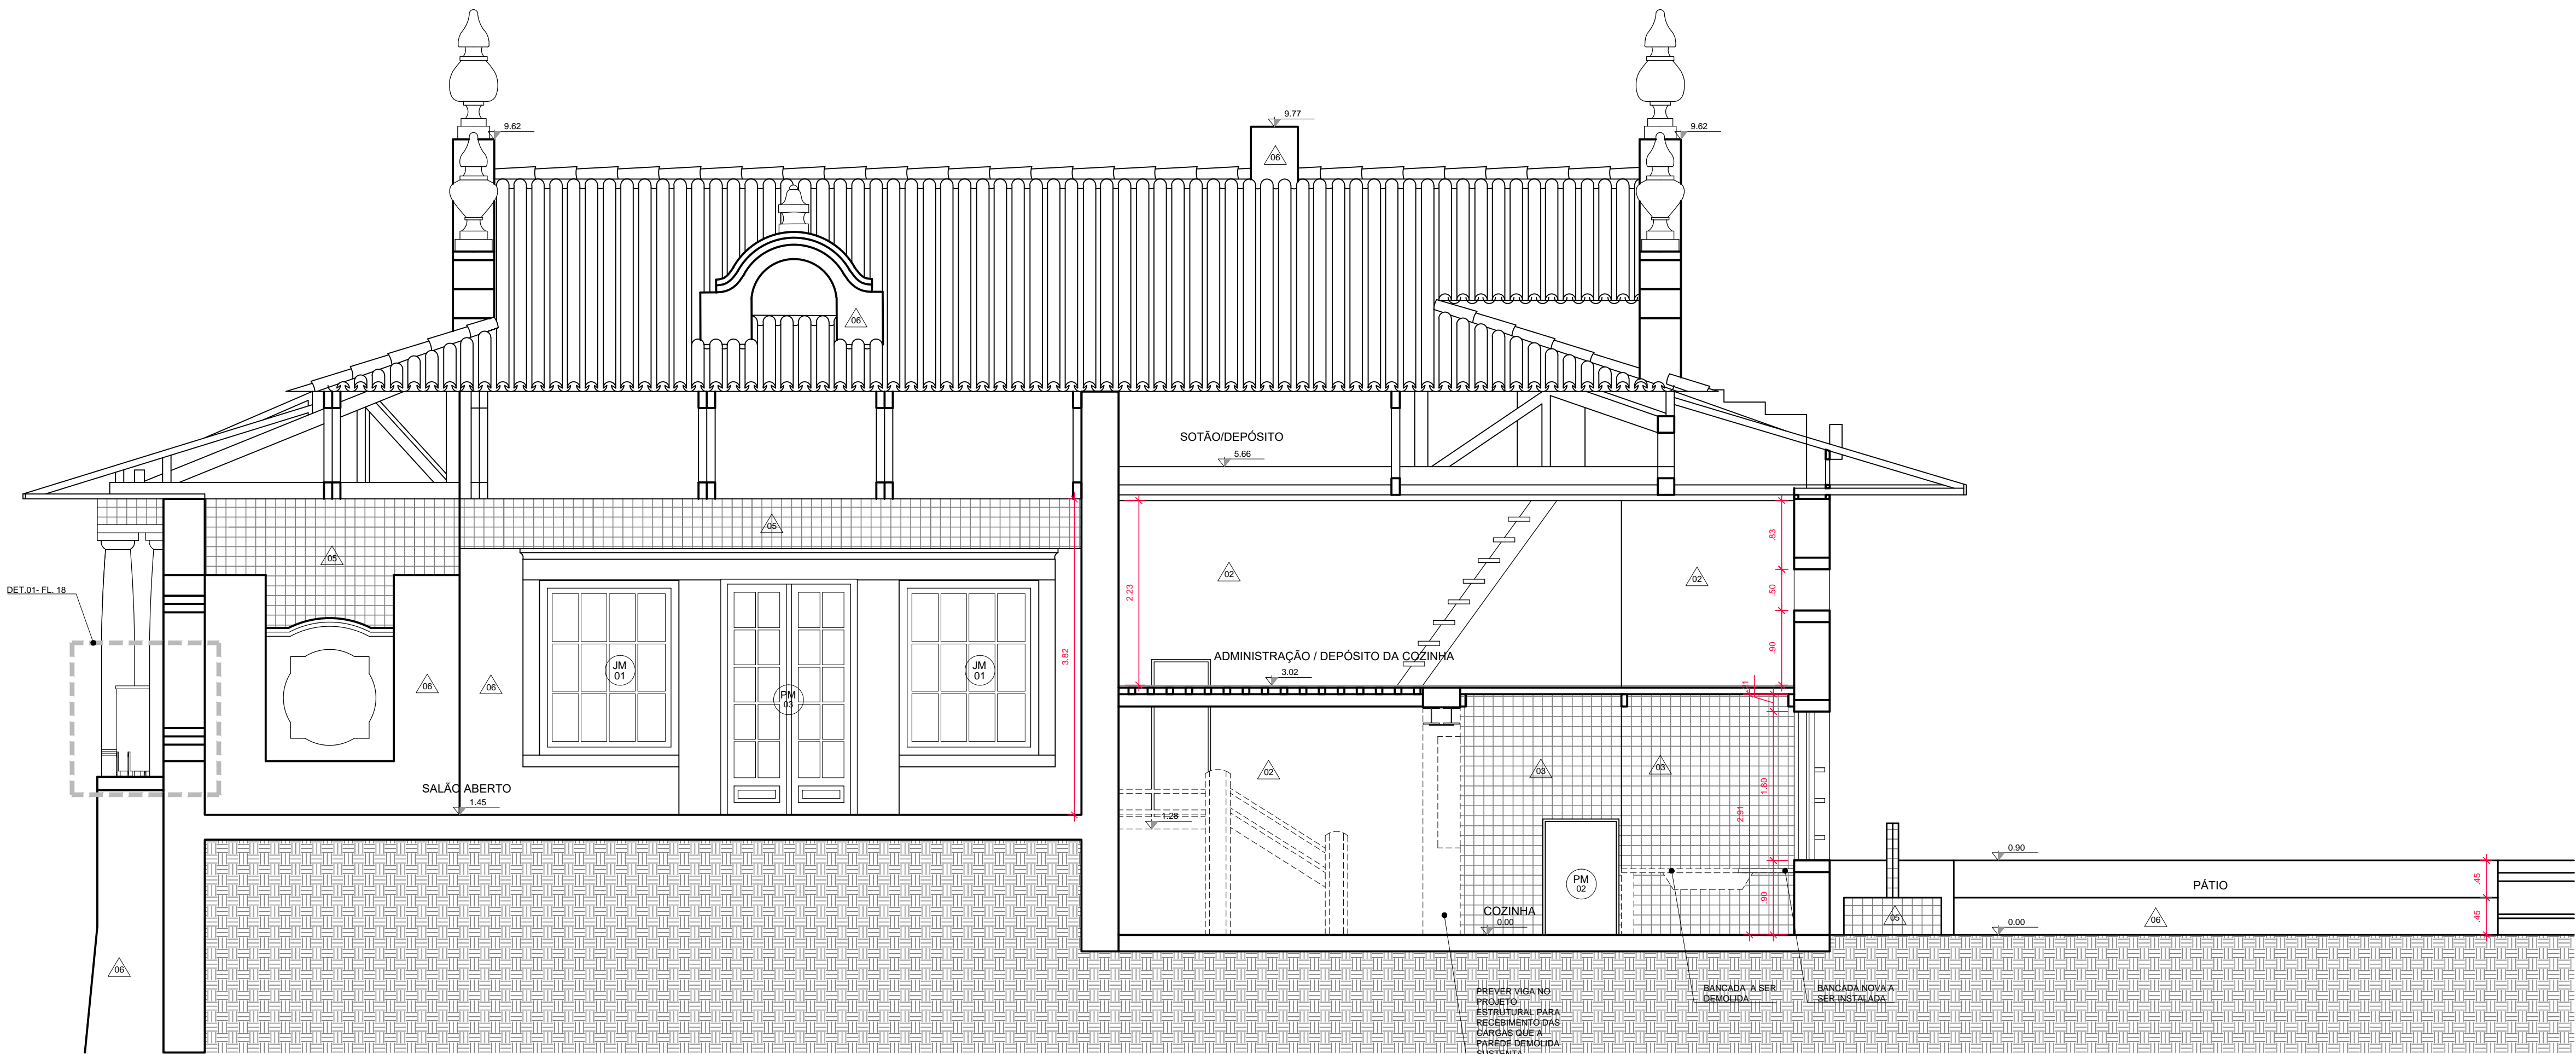 9.62
9.77
9.62
06
06
SOTÃO/DEPÓSITO
5.66
05
05
DET.01- FL. 18
02
02
2.23
.83
.50
.90
3.82
JM
01
JM
01
PM
03
06
06
ADMINISTRAÇÃO / DEPÓSITO DA COZINHA
3.02
SALÃO ABERTO
1.45
02
1.28
03
03
2.91
1.80
.90
PM
02
COZINHA
0.00
0.90
PÁTIO
.45
.45
05
0.00
06
06
PREVER VIGA NO
PROJETO
ESTRUTURAL PARA
RECEBIMENTO DAS
CARGAS QUE A
PAREDE DEMOLIDA
SUSTENTA
BANCADA A SER
DEMOLIDA
BANCADA NOVA A
SER INSTALADA